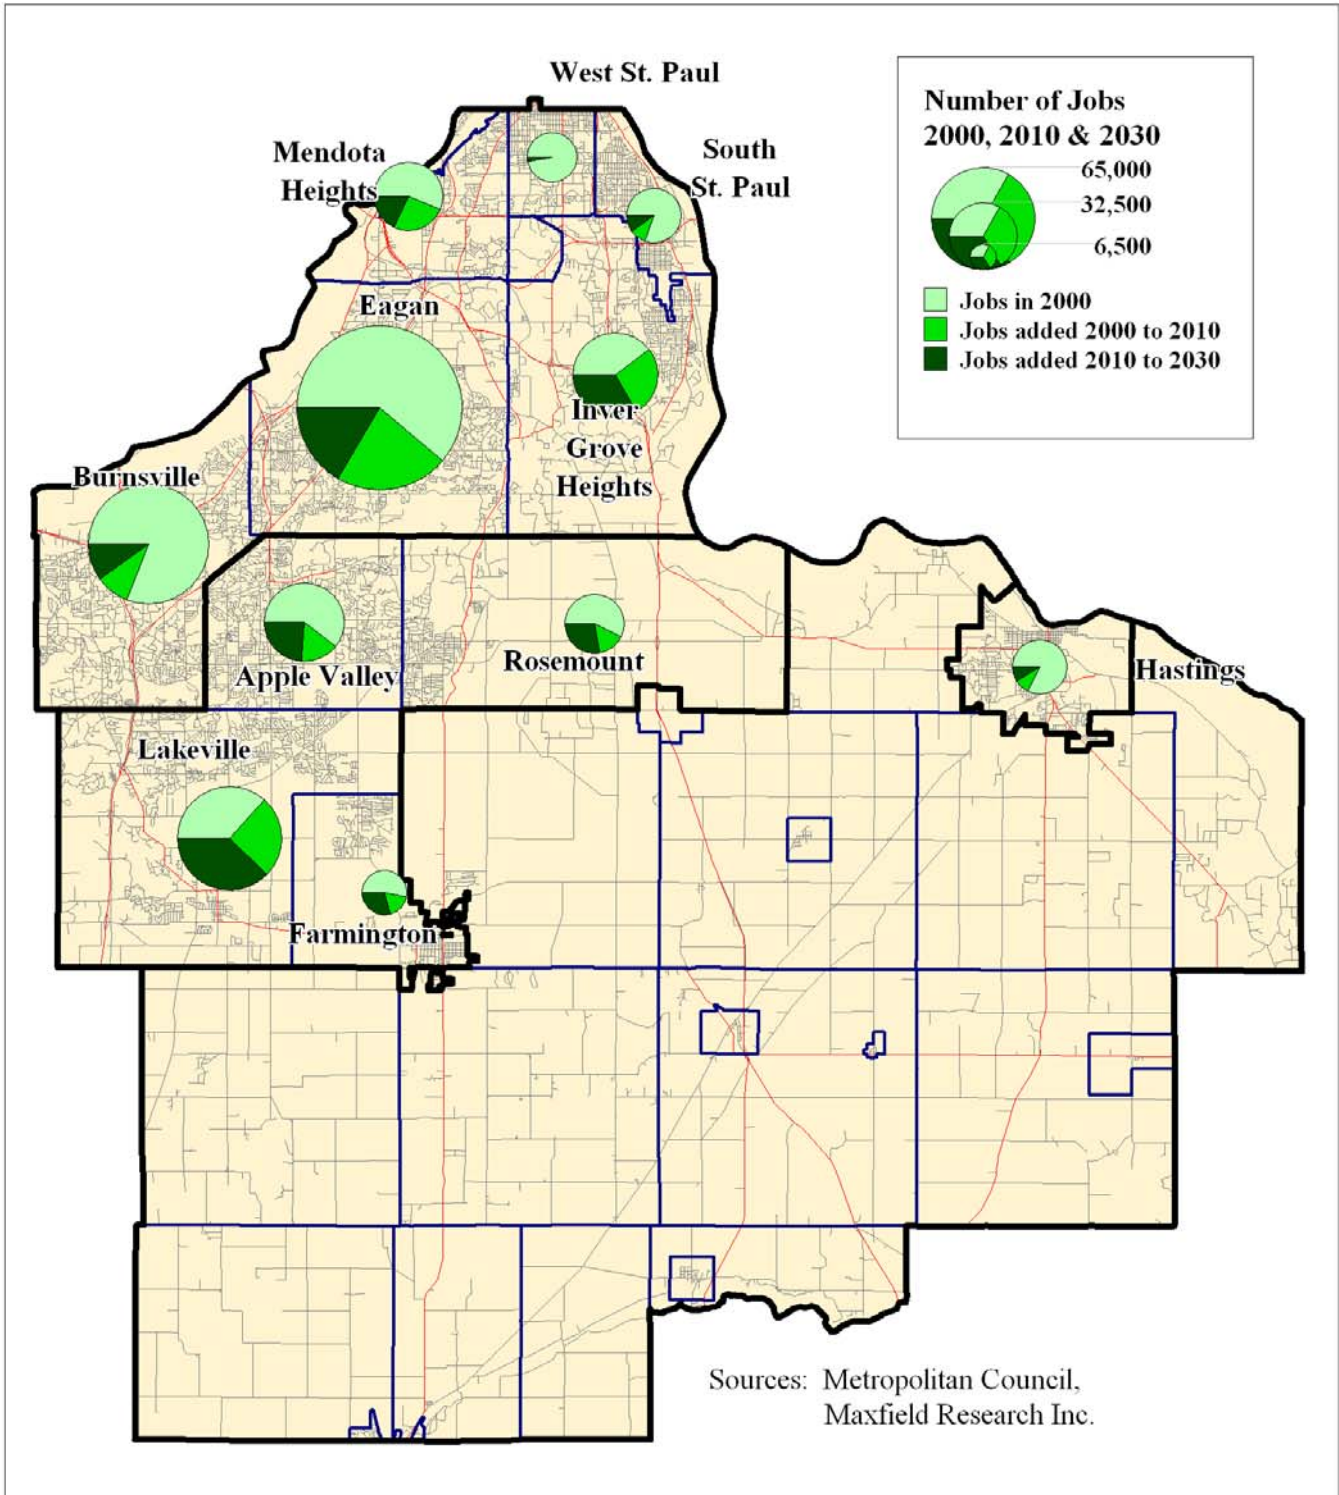 West St. Paul
Mendota
Heights
South
St. Paul
Number of Jobs
2000, 2010 & 2030
65,000
32,500
6,500
Jobs in 2000
Jobs added 2000 to 2010
Jobs added 2010 to 2030
Eagan
Inver
Grove
Heights
Burnsville
Apple Valley
Rosemount
Hastings
Lakeville
Farmington
Sources: Metropolitan Council,
Maxfield Research Inc.